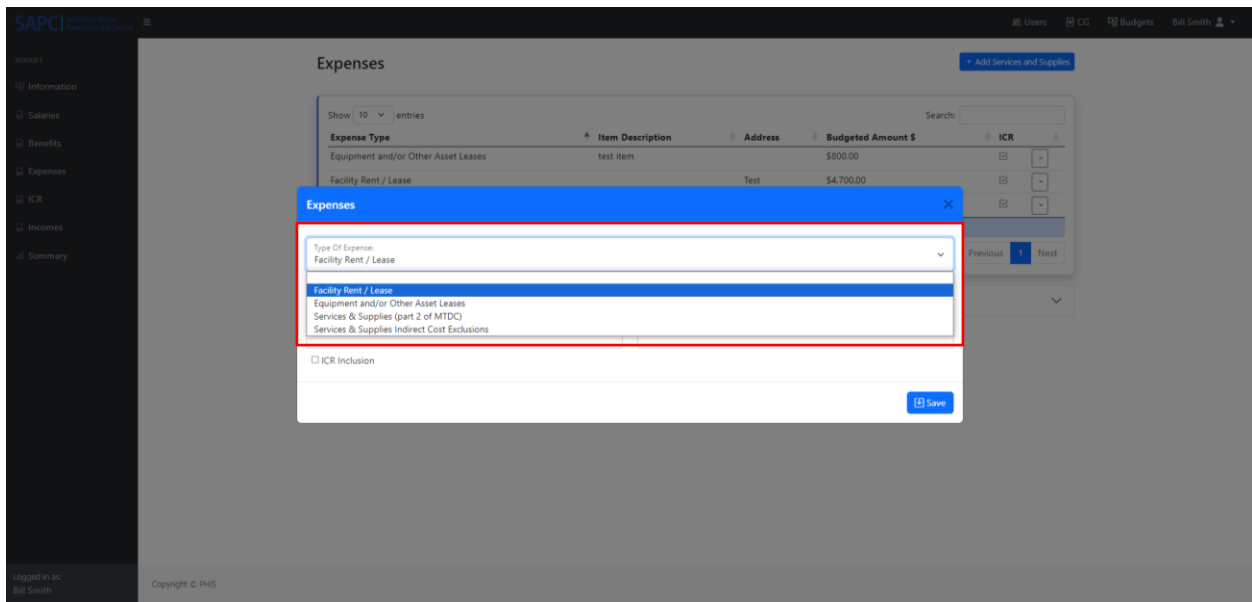 SAPC
Users CG Budgets Bill Smith
BUDGET
Information
Salaries
Benefits
Expenses
ICR
Incomes
Summary
Expenses
+ Add Services and Supplies
Show 10 entries Search:
Expense Type Item Description Address Budgeted Amount $ ICR
Equipment and/or Other Asset Leases test item $800.00
Facility Rent / Lease Test $4,700.00
Expenses
Type Of Expense:
Facility Rent / Lease
Previous 1 Next
Facility Rent / Lease
Equipment and/or Other Asset Leases
Services & Supplies (part 2 of MTDC)
Services & Supplies Indirect Cost Exclusions
ICR Inclusion
Save
Logged in as:
Bill Smith
Copyright © PHIS